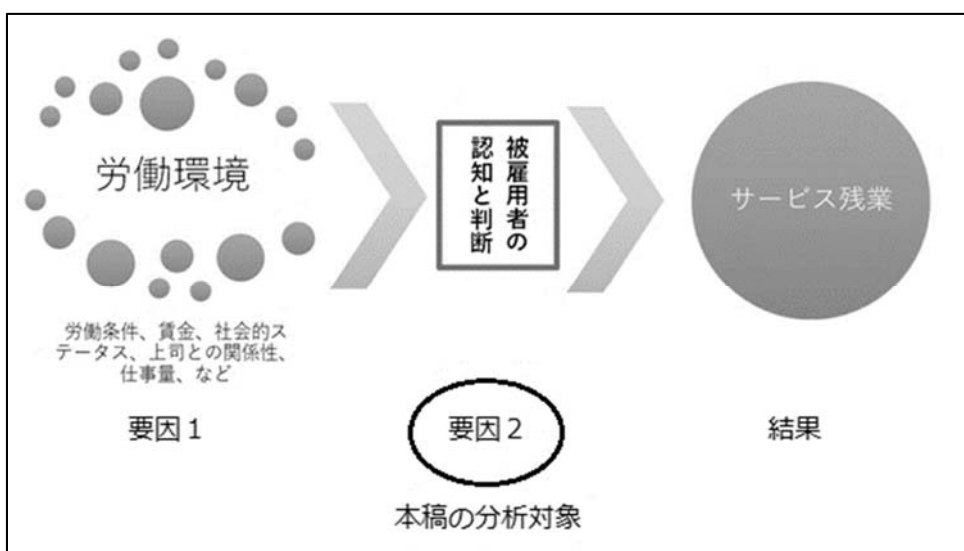 労働環境
労働条件、賃金、社会的ス
テータス、上司との関係性、
仕事量、など
要因1
被雇用者の
認知と判断
要因2
本稿の分析対象
サービス残業
結果